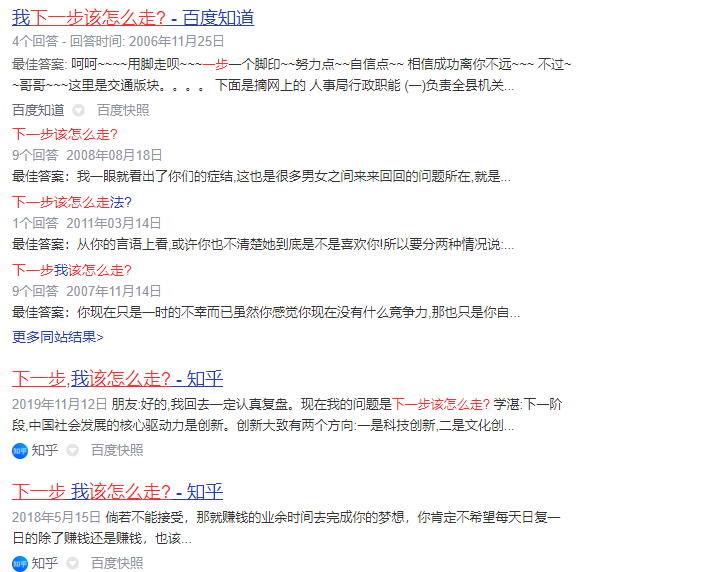 我下一步该怎么走? - 百度知道
4个回答 - 回答时间: 2006年11月25日
最佳答案: 呵呵~~~~用脚走呗~~~一步一个脚印~~努力点~~自信点~~ 相信成功离你不远~~~ 不过~
~哥哥~~~这里是交通版块。。。。 下面是摘网上的 人事局行政职能 (一)负责全县机关...
百度知道 百度快照
下一步该怎么走?
9个回答 2008年08月18日
最佳答案：我一眼就看出了你们的症结,这也是很多男女之间来来回回的问题所在,就是...
下一步该怎么走法?
1个回答 2011年03月14日
最佳答案：从你的言语上看,或许你也不清楚她到底是不是喜欢你!所以要分两种情况说:...
下一步我该怎么走?
9个回答 2007年11月14日
最佳答案：你现在只是一时的不幸而已虽然你感觉你现在没有什么竞争力,那也只是你自...
更多同站结果>
下一步,我该怎么走? - 知乎
2019年11月12日 朋友:好的,我回去一定认真复盘。现在我的问题是下一步该怎么走? 学湛:下一阶
段,中国社会发展的核心驱动力是创新。创新大致有两个方向:一是科技创新,二是文化创...
知乎 知乎 百度快照
下一步 我该怎么走? - 知乎
2018年5月15日 倘若不能接受，那就赚钱的业余时间去完成你的梦想，你肯定不希望每天日复一
日的除了赚钱还是赚钱，也该...
知乎 知乎 百度快照